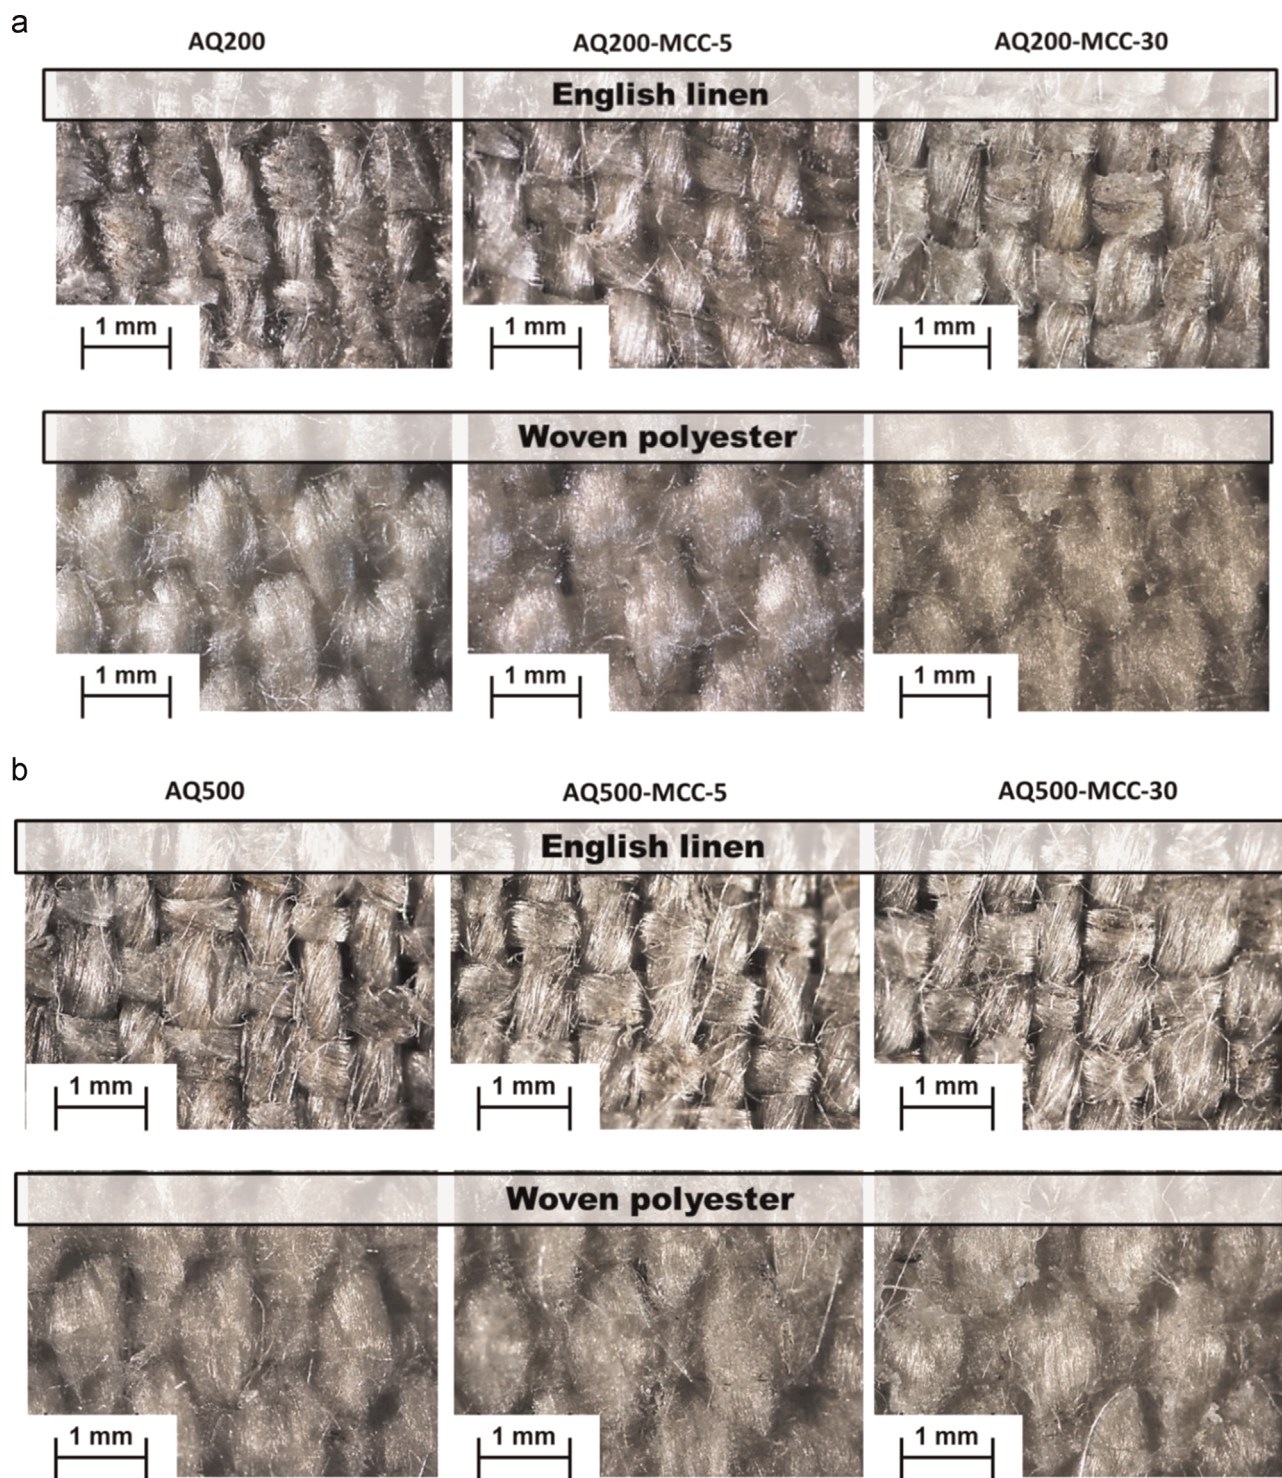 a
AQ200 AQ200-MCC-5 AQ200-MCC-30
English linen
1 mm 1 mm 1 mm
Woven polyester
1 mm 1 mm 1 mm
b
AQ500 AQ500-MCC-5 AQ500-MCC-30
English linen
1 mm 1 mm 1 mm
Woven polyester
1 mm 1 mm 1 mm